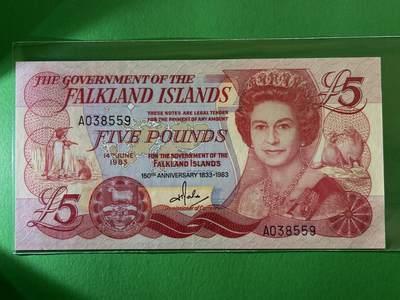 THE GOVERNMENT OF THE
FALKLAND ISLANDS
£5
THESE NOTES ARE LEGAL TENDER
FOR THE PAYMENT OF ANY AMOUNT
A038559
FIVE POUNDS
14TH JUNE
1983
FOR THE GOVERNMENT OF THE
FALKLAND ISLANDS
150TH ANNIVERSARY 1833-1983
£5
A038559